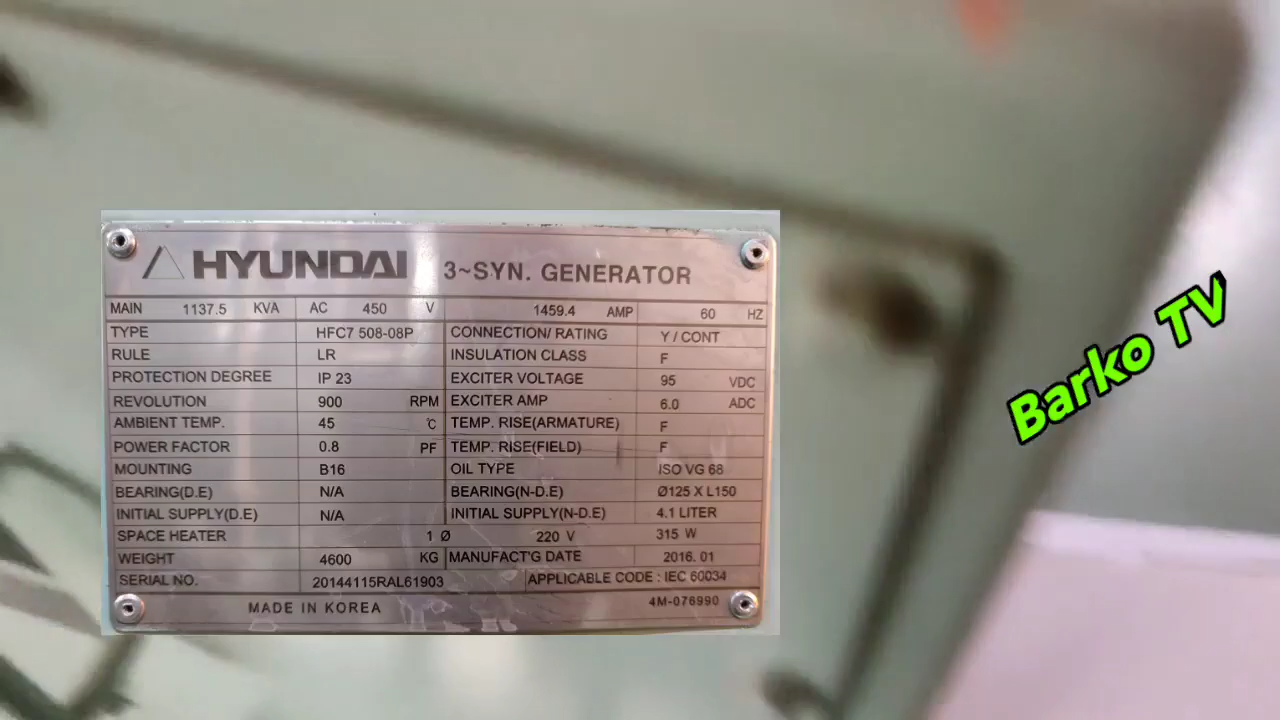 HYUNDAI 3~SYN. GENERATOR
MAIN 1137.5 KVA AC 450 V 1459.4 AMP 60 HZ
TYPE HFC7 508-08P CONNECTION/RATING Y / CONT
RULE LR INSULATION CLASS F
PROTECTION DEGREE IP 23 EXCITER VOLTAGE 95 VDC
REVOLUTION 900 RPM EXCITER AMP 6.0 ADC
AMBIENT TEMP. 45 ℃ TEMP. RISE(ARMATURE) F
POWER FACTOR 0.8 PF TEMP. RISE(FIELD) F
MOUNTING B16 OIL TYPE ISO VG 68
BEARING(D.E) N/A BEARING(N-D.E) Ø125 X L150
INITIAL SUPPLY(D.E) N/A INITIAL SUPPLY(N-D.E) 4.1 LITER
SPACE HEATER 1 Ø 220 V 315 W
WEIGHT 4600 KG MANUFACT'G DATE 2016. 01
SERIAL NO. 20144115RAL61903 APPLICABLE CODE : IEC 60034
MADE IN KOREA 4M-076990
Barko TV